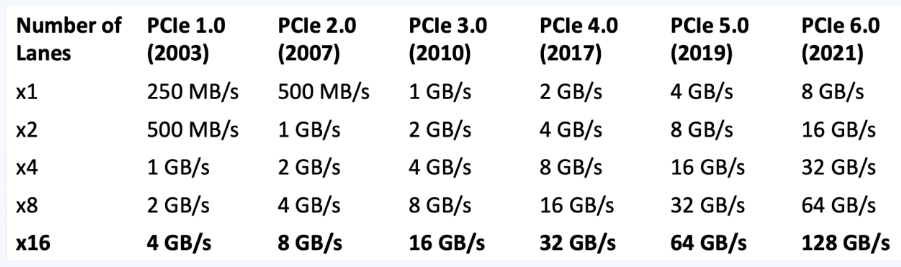 Number of Lanes PCIe 1.0 (2003) PCIe 2.0 (2007) PCIe 3.0 (2010) PCIe 4.0 (2017) PCIe 5.0 (2019) PCIe 6.0 (2021)
x1 250 MB/s 500 MB/s 1 GB/s 2 GB/s 4 GB/s 8 GB/s
x2 500 MB/s 1 GB/s 2 GB/s 4 GB/s 8 GB/s 16 GB/s
x4 1 GB/s 2 GB/s 4 GB/s 8 GB/s 16 GB/s 32 GB/s
x8 2 GB/s 4 GB/s 8 GB/s 16 GB/s 32 GB/s 64 GB/s
x16 4 GB/s 8 GB/s 16 GB/s 32 GB/s 64 GB/s 128 GB/s